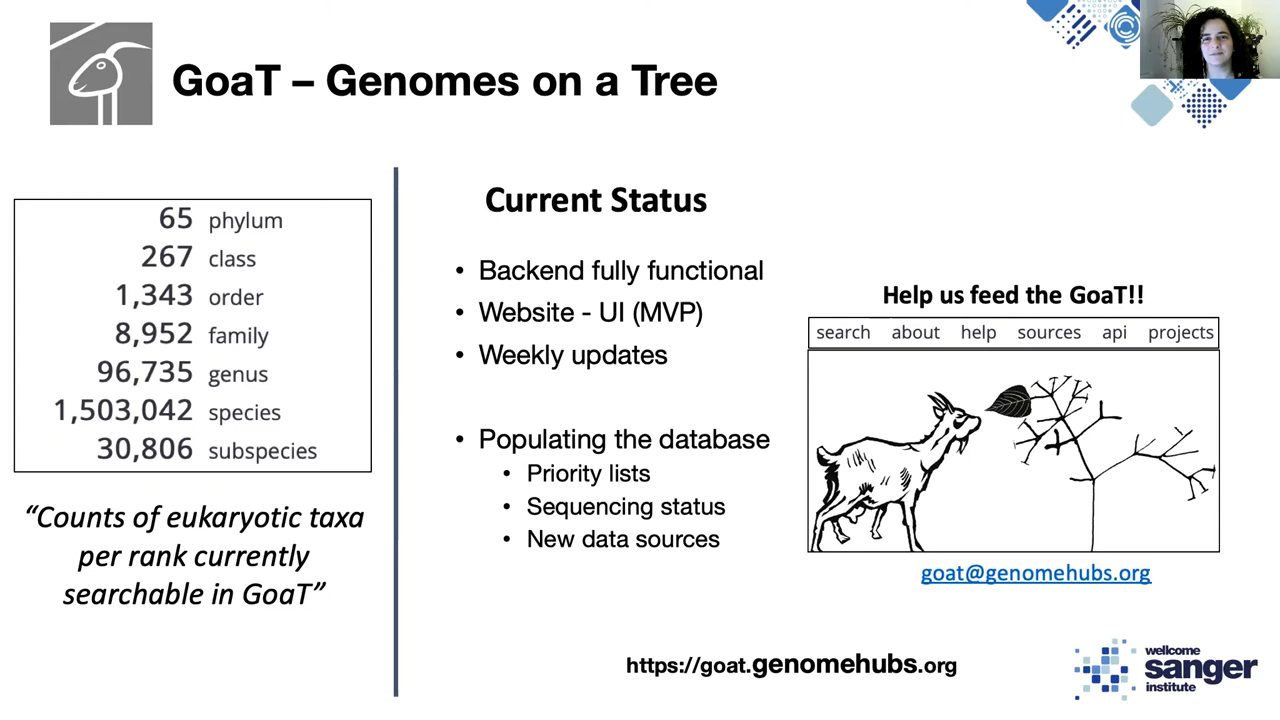 GoaT – Genomes on a Tree
65 phylum
267 class
1,343 order
8,952 family
96,735 genus
1,503,042 species
30,806 subspecies
“Counts of eukaryotic taxa
per rank currently
searchable in GoaT”
Current Status
• Backend fully functional
• Website - UI (MVP)
• Weekly updates
• Populating the database
• Priority lists
• Sequencing status
• New data sources
Help us feed the GoaT!!
search about help sources api projects
goat@genomehubs.org
https://goat.genomehubs.org
wellcome
sanger
institute